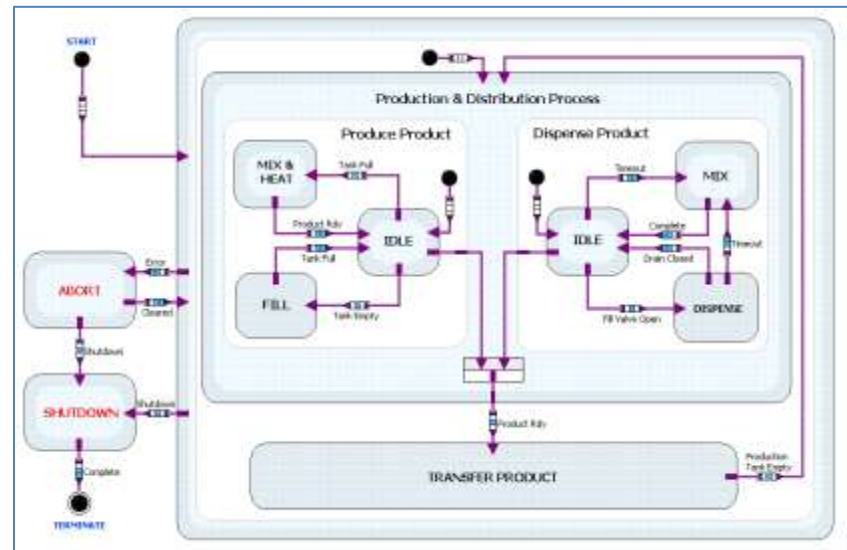 START
Production & Distribution Process
Produce Product
Dispense Product
MIX &
HEAT
Tank Full
Timeout
MIX
Product Rdy
Complete
IDLE
IDLE
Tank Full
Drain Closed
Timeout
Error
ABORT
FILL
DISPENSE
Cleared
Tank Empty
Fill Valve Open
Shutdown
SHUTDOWN
Shutdown
Product Rdy
Production
Tank Empty
Complete
TRANSFER PRODUCT
TERMINATE